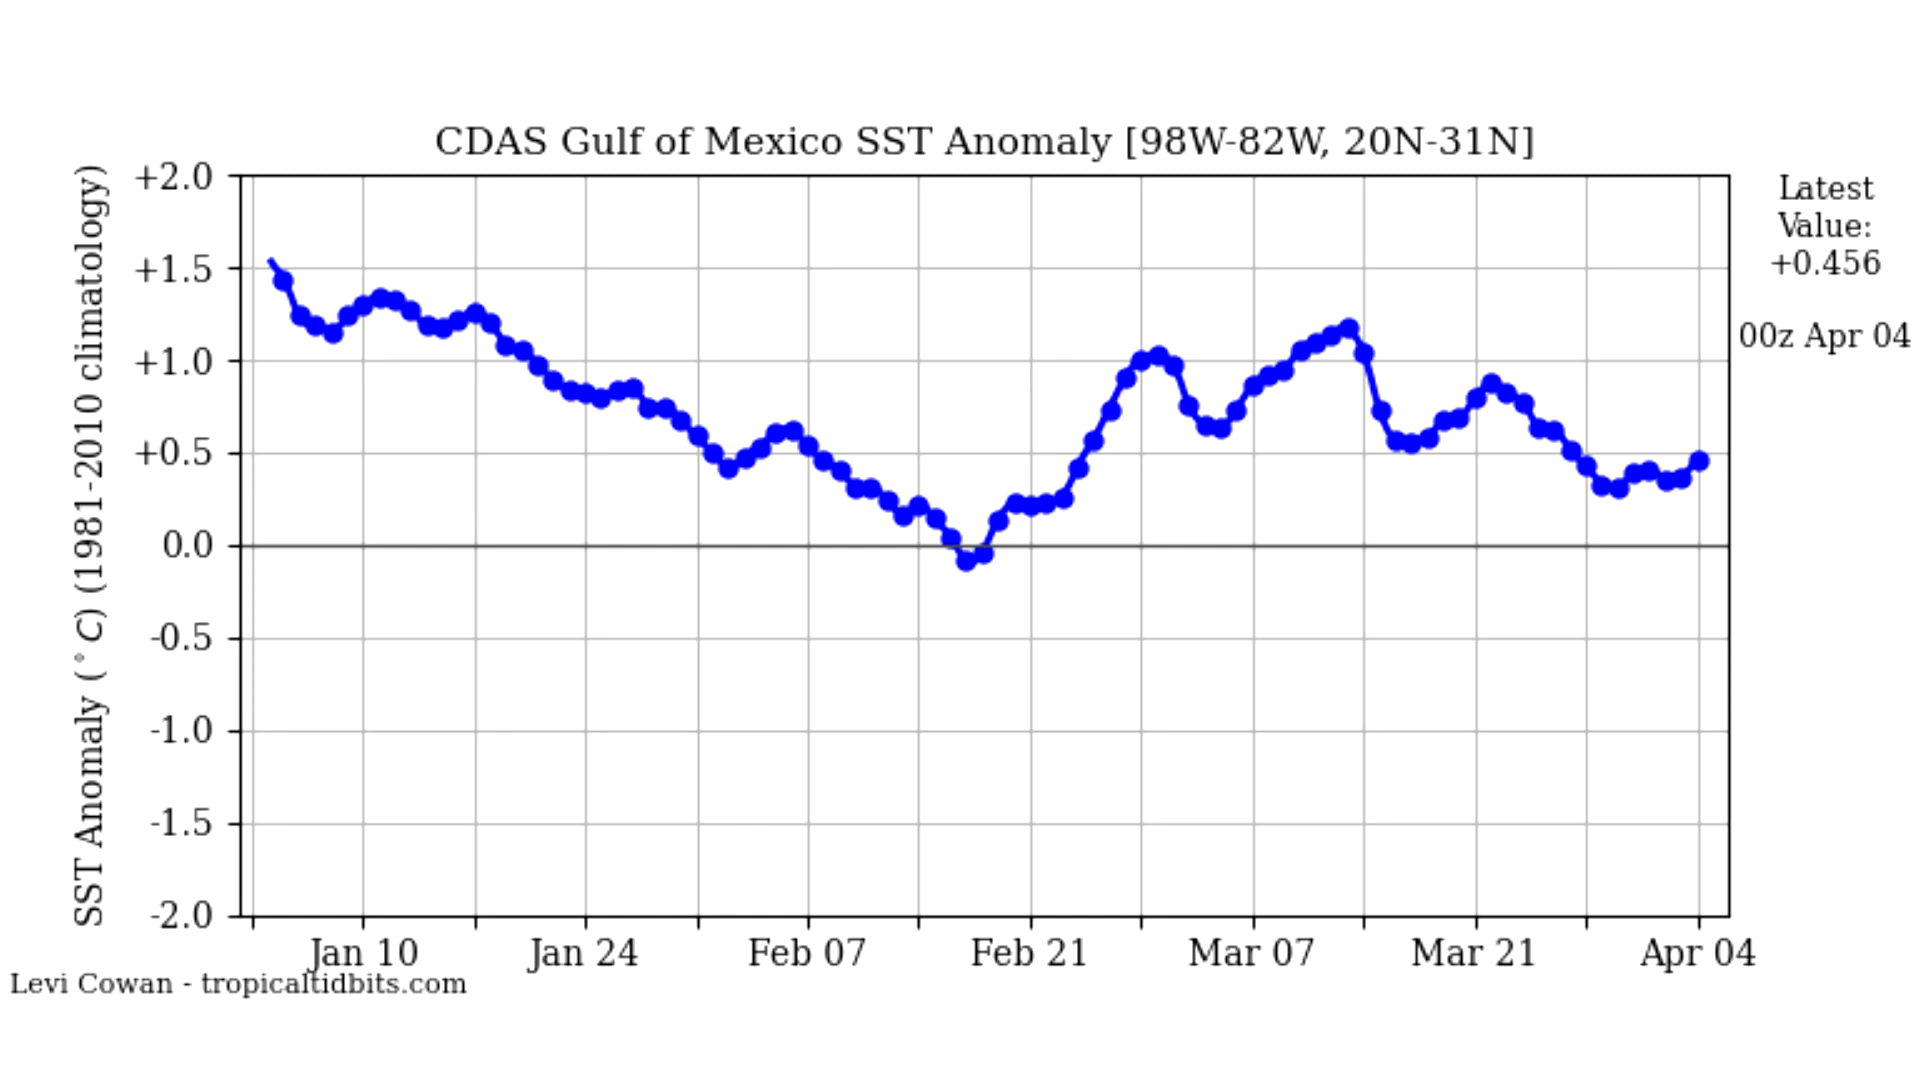 CDAS Gulf of Mexico SST Anomaly [98W-82W, 20N-31N]
SST Anomaly (°C) (1981-2010 climatology)
+2.0
+1.5
+1.0
+0.5
0.0
-0.5
-1.0
-1.5
-2.0
Jan 10
Jan 24
Feb 07
Feb 21
Mar 07
Mar 21
Apr 04
Latest
Value:
+0.456
00z Apr 04
Levi Cowan - tropicaltidbits.com